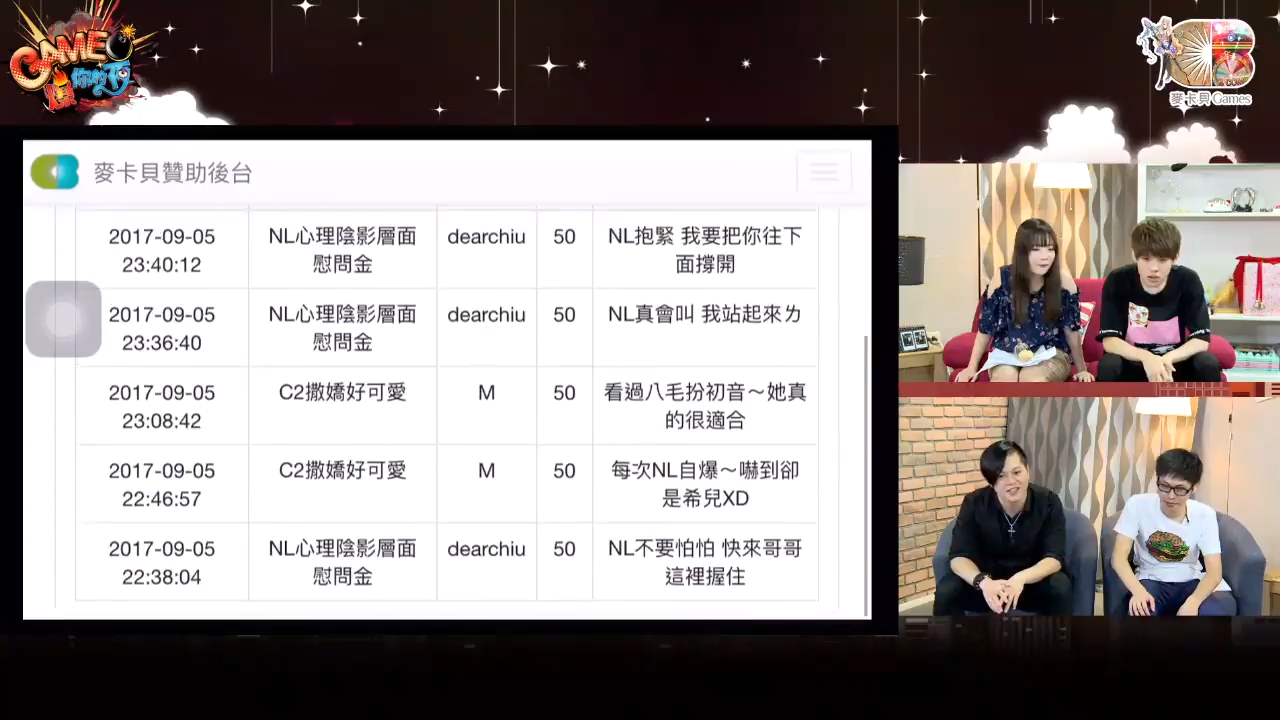 GAME
爆你的夜
麥卡貝 Games
麥卡貝贊助後台
2017-09-05 NL心理陰影層面 dearchiu 50 NL抱緊 我要把你往下
23:40:12 慰問金 面撐開
2017-09-05 NL心理陰影層面 dearchiu 50 NL真會叫 我站起來ㄌ
23:36:40 慰問金
2017-09-05 C2撒嬌好可愛 M 50 看過八毛扮初音～她真
23:08:42 的很適合
2017-09-05 C2撒嬌好可愛 M 50 每次NL自爆～嚇到卻
22:46:57 是希兒XD
2017-09-05 NL心理陰影層面 dearchiu 50 NL不要怕怕 快來哥哥
22:38:04 慰問金 這裡握住